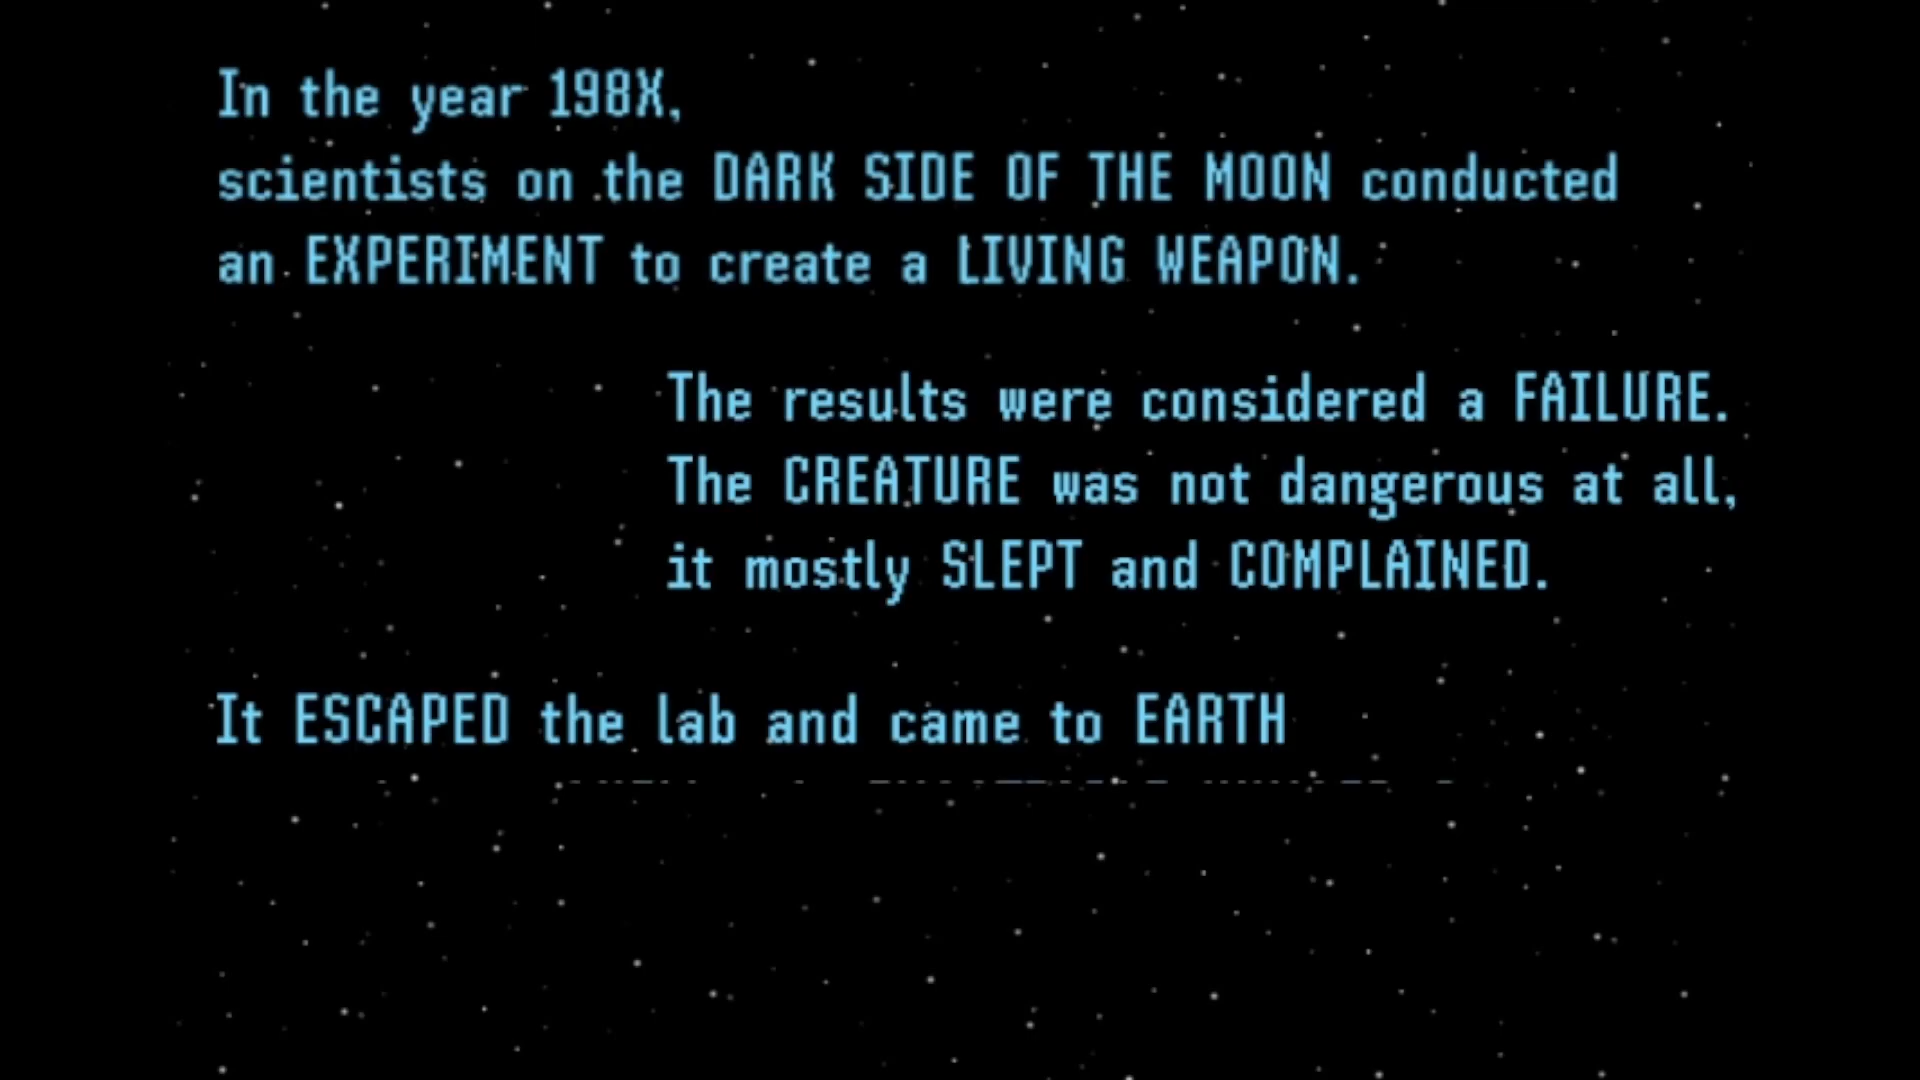 In the year 198X,
scientists on the DARK SIDE OF THE MOON conducted
an EXPERIMENT to create a LIVING WEAPON.
The results were considered a FAILURE.
The CREATURE was not dangerous at all,
it mostly SLEPT and COMPLAINED.
It ESCAPED the lab and came to EARTH